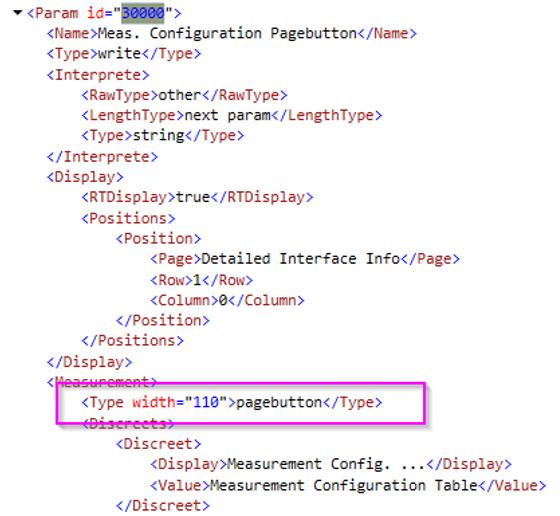 <Param id="30000">
<Name>Meas. Configuration Pagebutton</Name>
<Type>write</Type>
<Interprete>
<RawType>other</RawType>
<LengthType>next param</LengthType>
<Type>string</Type>
</Interprete>
<Display>
<RTDisplay>true</RTDisplay>
<Positions>
<Position>
<Page>Detailed Interface Info</Page>
<Row>1</Row>
<Column>0</Column>
</Position>
</Positions>
</Display>
<Measurement>
<Type width="110">pagebutton</Type>
<Discreets>
<Discreet>
<Display>Measurement Config. ...</Display>
<Value>Measurement Configuration Table</Value>
</Discreet>